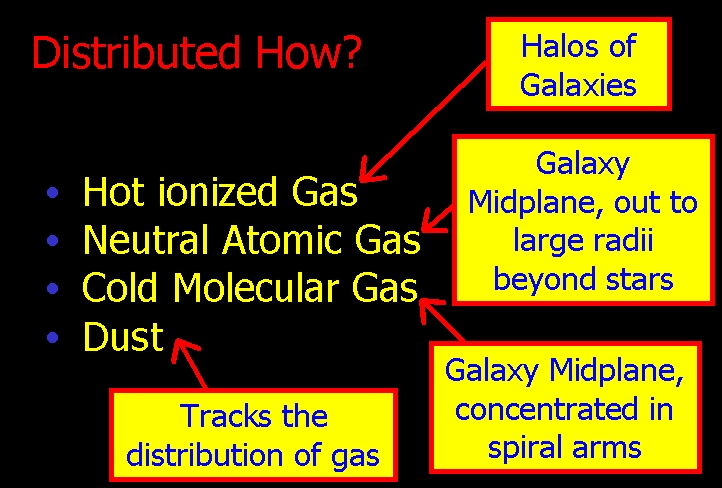 Distributed How?
Halos of
Galaxies
• Hot ionized Gas
• Neutral Atomic Gas
• Cold Molecular Gas
• Dust
Galaxy
Midplane, out to
large radii
beyond stars
Galaxy Midplane,
concentrated in
spiral arms
Tracks the
distribution of gas